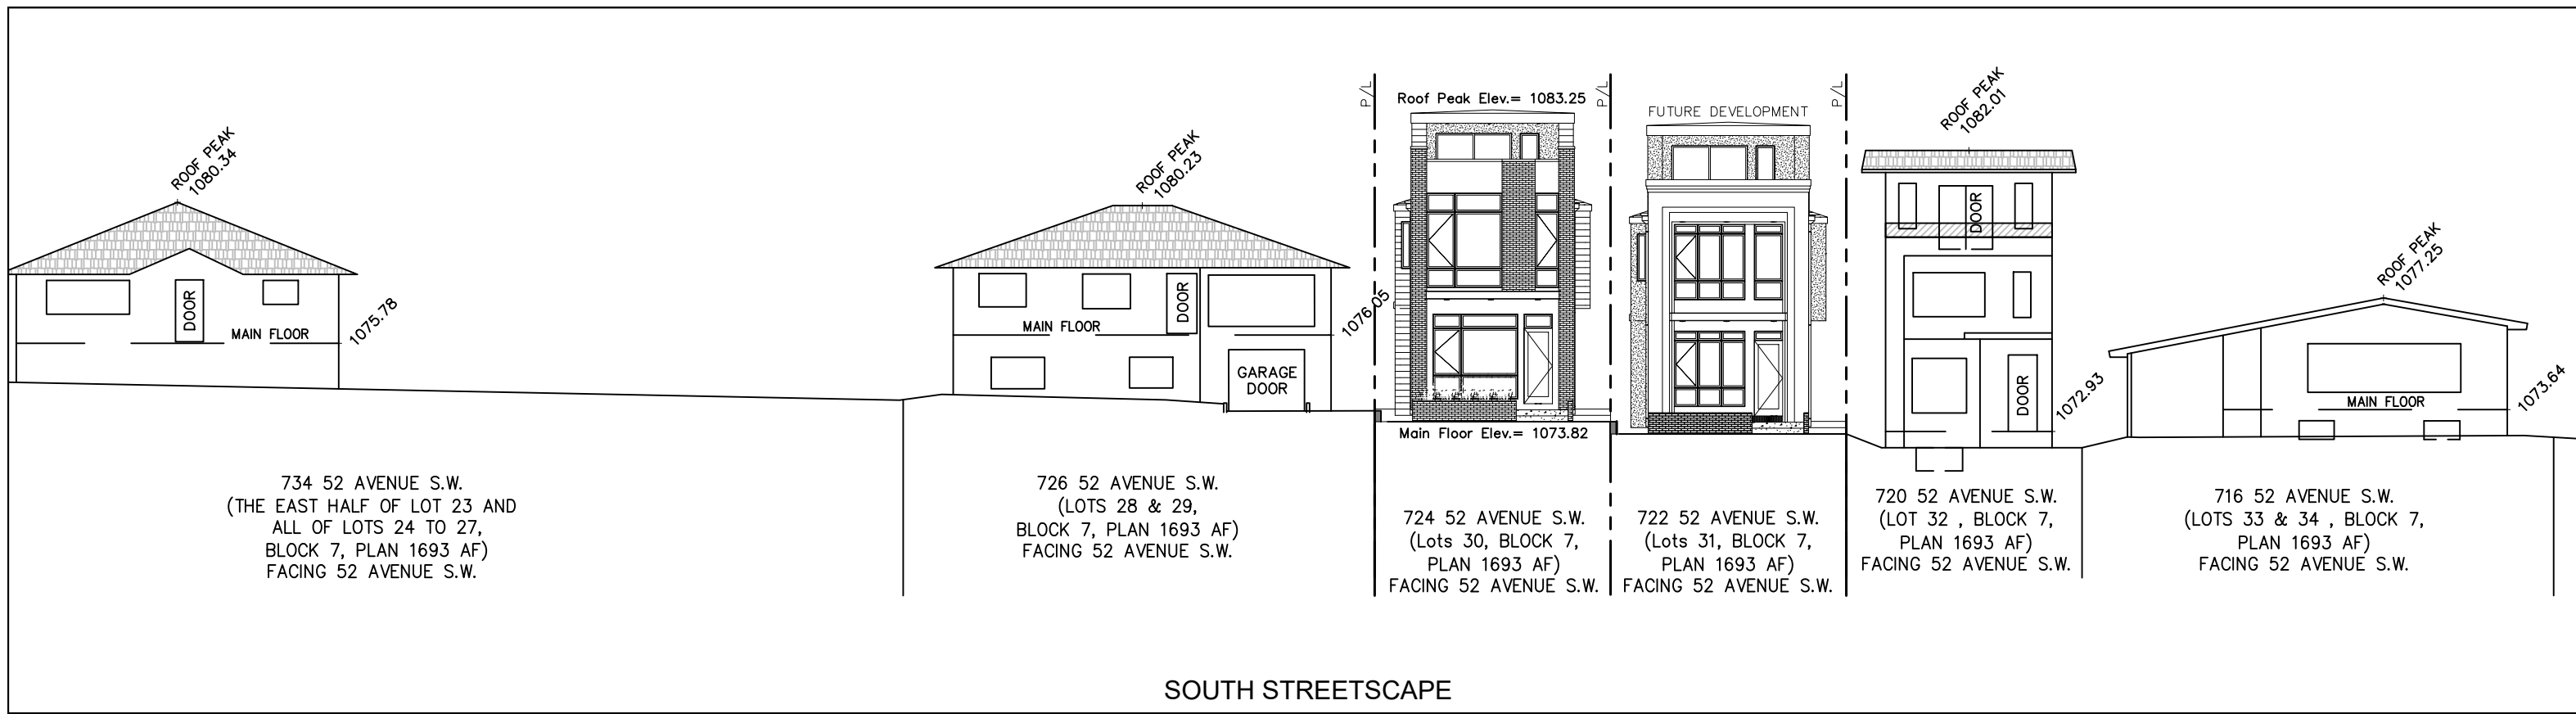 ROOF PEAK
1080.34
DOOR
MAIN FLOOR
1075.78
734 52 AVENUE S.W.
(THE EAST HALF OF LOT 23 AND
ALL OF LOTS 24 TO 27,
BLOCK 7, PLAN 1693 AF)
FACING 52 AVENUE S.W.
ROOF PEAK
1080.23
DOOR
MAIN FLOOR
GARAGE
DOOR
1076.05
726 52 AVENUE S.W.
(LOTS 28 & 29,
BLOCK 7, PLAN 1693 AF)
FACING 52 AVENUE S.W.
P/L
Roof Peak Elev.= 1083.25
Main Floor Elev.= 1073.82
724 52 AVENUE S.W.
(Lots 30, BLOCK 7,
PLAN 1693 AF)
FACING 52 AVENUE S.W.
P/L
FUTURE DEVELOPMENT
722 52 AVENUE S.W.
(Lots 31, BLOCK 7,
PLAN 1693 AF)
FACING 52 AVENUE S.W.
P/L
ROOF PEAK
1082.01
DOOR
DOOR
1072.93
720 52 AVENUE S.W.
(LOT 32 , BLOCK 7,
PLAN 1693 AF)
FACING 52 AVENUE S.W.
ROOF PEAK
1077.25
MAIN FLOOR
1073.64
716 52 AVENUE S.W.
(LOTS 33 & 34 , BLOCK 7,
PLAN 1693 AF)
FACING 52 AVENUE S.W.
SOUTH STREETSCAPE